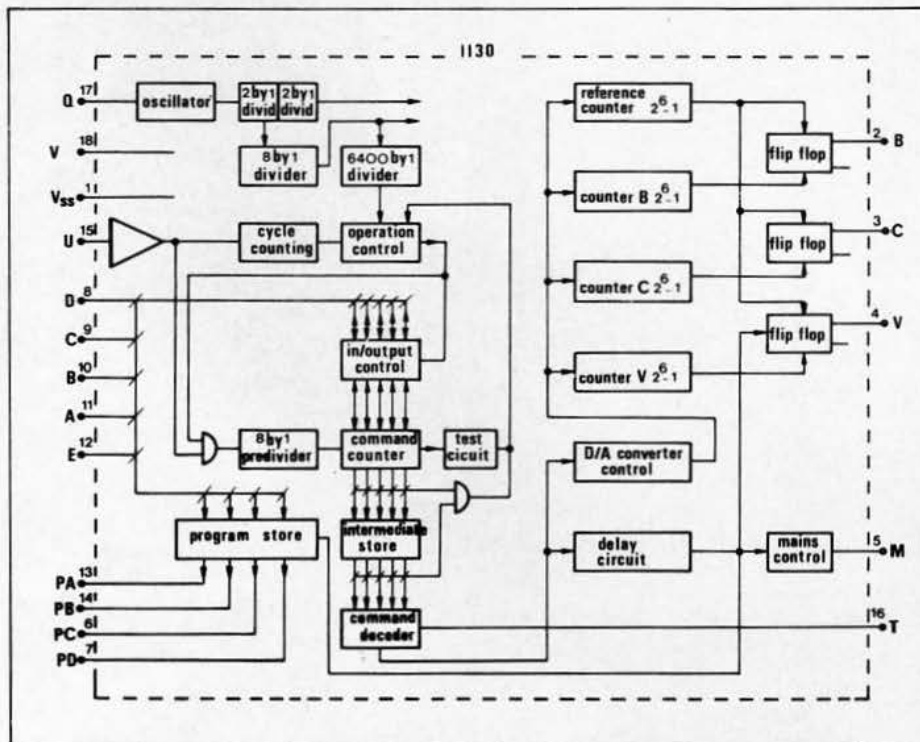 1130
17
Q
oscillator
2by1 divid
2by1 divid
18
V
8by1 divider
6400by1 divider
11
Vss
15
U
cycle counting
operation control
8
D
9
C
10
B
11
A
12
E
in/output control
8by1 predivider
command counter
test cicuit
program store
intermediate store
command decoder
13
PA
14
PB
6
PC
7
PD
reference counter 2⁶-1
counter B 2⁶-1
counter C 2⁶-1
counter V 2⁶-1
D/A converter control
delay circuit
mains control
flip flop
2
B
flip flop
3
C
flip flop
4
V
5
M
16
T